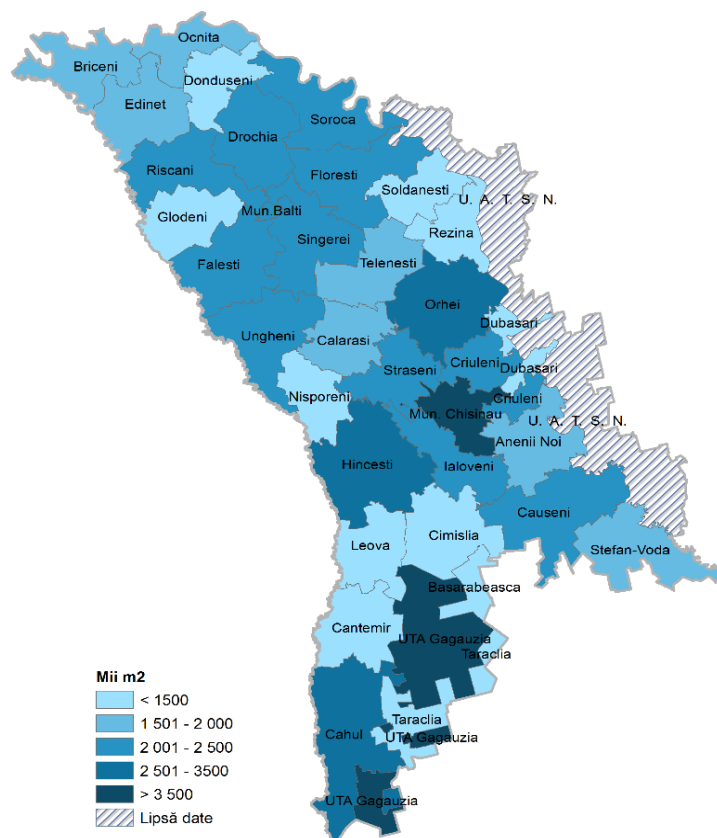 Ocnita
Briceni
Donduseni
Edinet
Soroca
Drochia
Riscani
Floresti
Soldanesti
U. A. T. S. N.
Glodeni
Mun.Balti
Rezina
Singerei
Telenesti
Falesti
Orhei
Dubasari
Ungheni
Calarasi
Criuleni
Dubasari
Straseni
Nisporeni
Criuleni
Mun. Chisinau
U. A. T. S. N.
Anenii Noi
Hincesti
Ialoveni
Causeni
Cimislia
Leova
Stefan-Voda
Basarabeasca
Cantemir
UTA Gagauzia
Taraclia
Taraclia
Cahul
UTA Gagauzia
UTA Gagauzia
Mii m2
< 1500
1 501 - 2 000
2 001 - 2 500
2 501 - 3500
> 3 500
Lipsă date